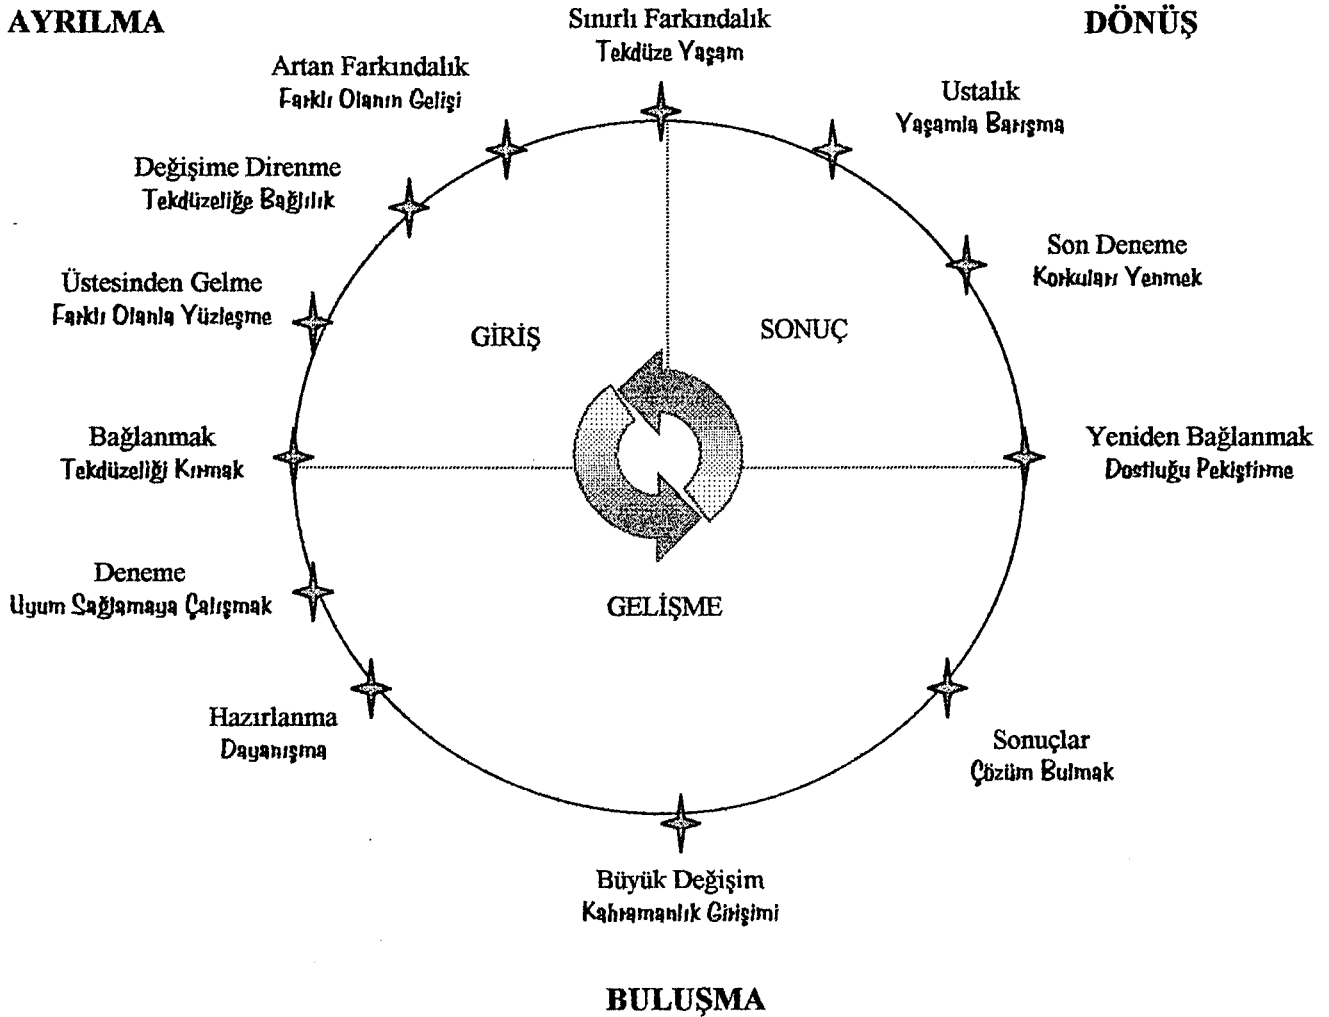 AYRILMA
DÖNÜŞ
Sınırlı Farkındalık
Tekdüze Yaşam
Artan Farkındalık
Farklı Olanın Gelişi
Değişime Direnme
Tekdüzeliğe Bağlılık
Üstesinden Gelme
Farklı Olanla Yüzleşme
Bağlanmak
Tekdüzeliği Kırmak
Deneme
Uyum Sağlamaya Çalışmak
Hazırlanma
Dayanışma
Büyük Değişim
Kahramanlık Girişimi
Sonuçlar
Çözüm Bulmak
Yeniden Bağlanmak
Dostluğu Pekiştirme
Son Deneme
Korkuları Yenmek
Ustalık
Yaşamla Barışma
GİRİŞ
SONUÇ
GELİŞME
BULUŞMA